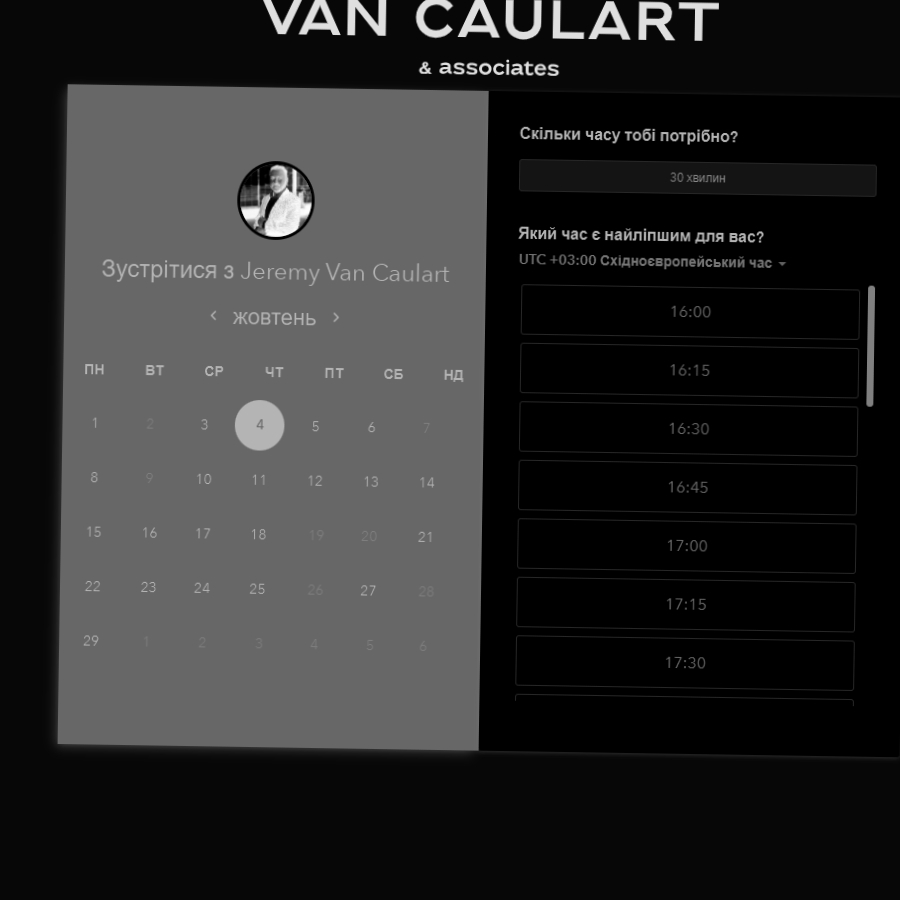 VAN CAULART
& associates
Зустрітися з Jeremy Van Caulart
жовтень
ПН ВТ СР ЧТ ПТ СБ НД
1 2 3 4 5 6 7
8 9 10 11 12 13 14
15 16 17 18 19 20 21
22 23 24 25 26 27 28
29 1 2 3 4 5 6
Скільки часу тобі потрібно?
30 хвилин
Який час є найліпшим для вас?
UTC +03:00 Східноєвропейський час
16:00
16:15
16:30
16:45
17:00
17:15
17:30